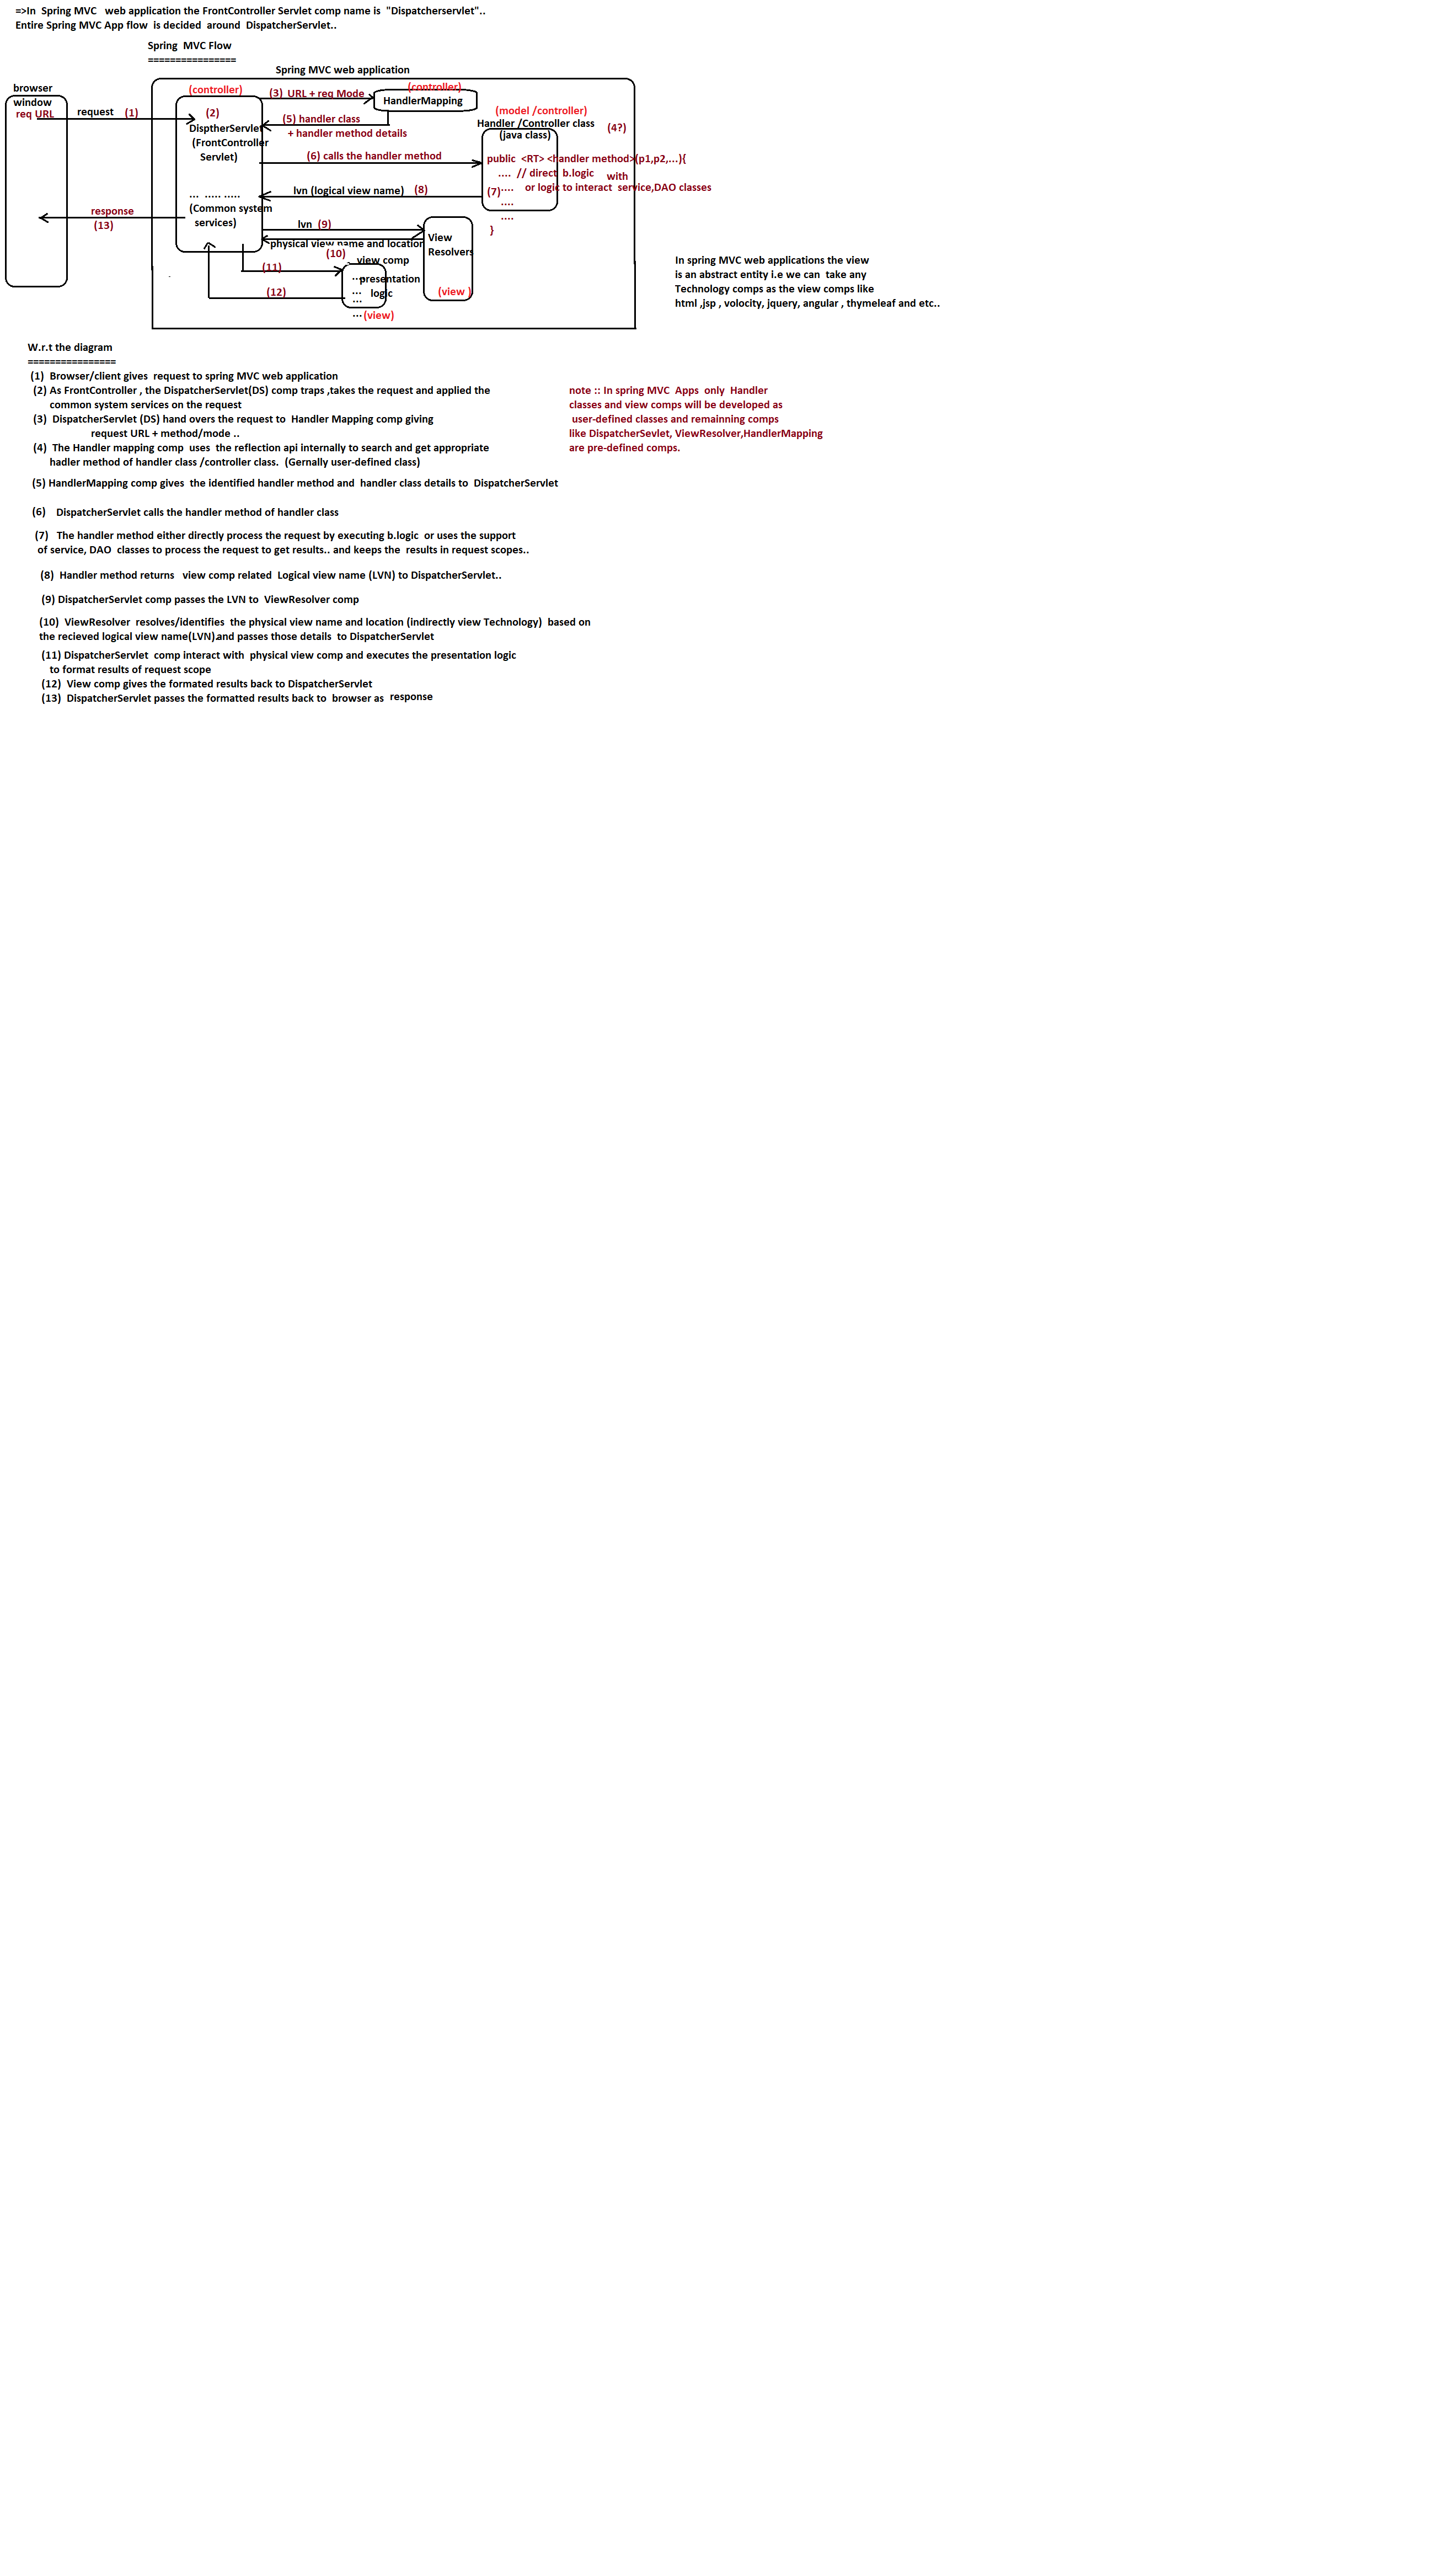 =>In Spring MVC web application the FrontController Servlet comp name is "Dispatcherservlet"..
Entire Spring MVC App flow is decided around DispatcherServlet..
Spring MVC Flow
================
Spring MVC web application
browser
window
req URL
request (1)
(controller)
(2)
DisptherServlet
(FrontController
Servlet)
... ..... .....
(Common system
services)
response
(13)
(3) URL + req Mode
(controller)
HandlerMapping
(5) handler class
+ handler method details
(model /controller)
Handler /Controller class
(java class)
(4?)
(6) calls the handler method
public <RT> <handler method>(p1,p2,...){
.... // direct b.logic
with
(7).... or logic to interact service,DAO classes
....
....
}
lvn (logical view name) (8)
lvn (9)
physical view name and location
(10)
View
Resolvers
(view )
view comp
(11)
....presentation
... logic
...
(12)
...(view)
In spring MVC web applications the view
is an abstract entity i.e we can take any
Technology comps as the view comps like
html ,jsp , volocity, jquery, angular , thymeleaf and etc..
W.r.t the diagram
================
(1) Browser/client gives request to spring MVC web application
(2) As FrontController , the DispatcherServlet(DS) comp traps ,takes the request and applied the
common system services on the request
(3) DispatcherServlet (DS) hand overs the request to Handler Mapping comp giving
request URL + method/mode ..
(4) The Handler mapping comp uses the reflection api internally to search and get appropriate
hadler method of handler class /controller class. (Gernally user-defined class)
note :: In spring MVC Apps only Handler
classes and view comps will be developed as
user-defined classes and remainning comps
like DispatcherSevlet, ViewResolver,HandlerMapping
are pre-defined comps.
(5) HandlerMapping comp gives the identified handler method and handler class details to DispatcherServlet
(6) DispatcherServlet calls the handler method of handler class
(7) The handler method either directly process the request by executing b.logic or uses the support
of service, DAO classes to process the request to get results.. and keeps the results in request scopes..
(8) Handler method returns view comp related Logical view name (LVN) to DispatcherServlet..
(9) DispatcherServlet comp passes the LVN to ViewResolver comp
(10) ViewResolver resolves/identifies the physical view name and location (indirectly view Technology) based on
the recieved logical view name(LVN).and passes those details to DispatcherServlet
(11) DispatcherServlet comp interact with physical view comp and executes the presentation logic
to format results of request scope
(12) View comp gives the formated results back to DispatcherServlet
(13) DispatcherServlet passes the formatted results back to browser as response